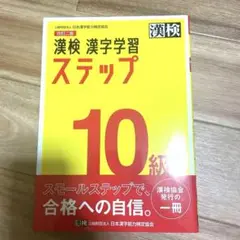 公益財団法人 日本漢字能力検定協会
漢検
改訂二版
漢検 漢字学習
ステップ
10級
スモールステップで、
合格への自信。
漢検協会
発行の
一冊
漢検 公益財団法人 日本漢字能力検定協会